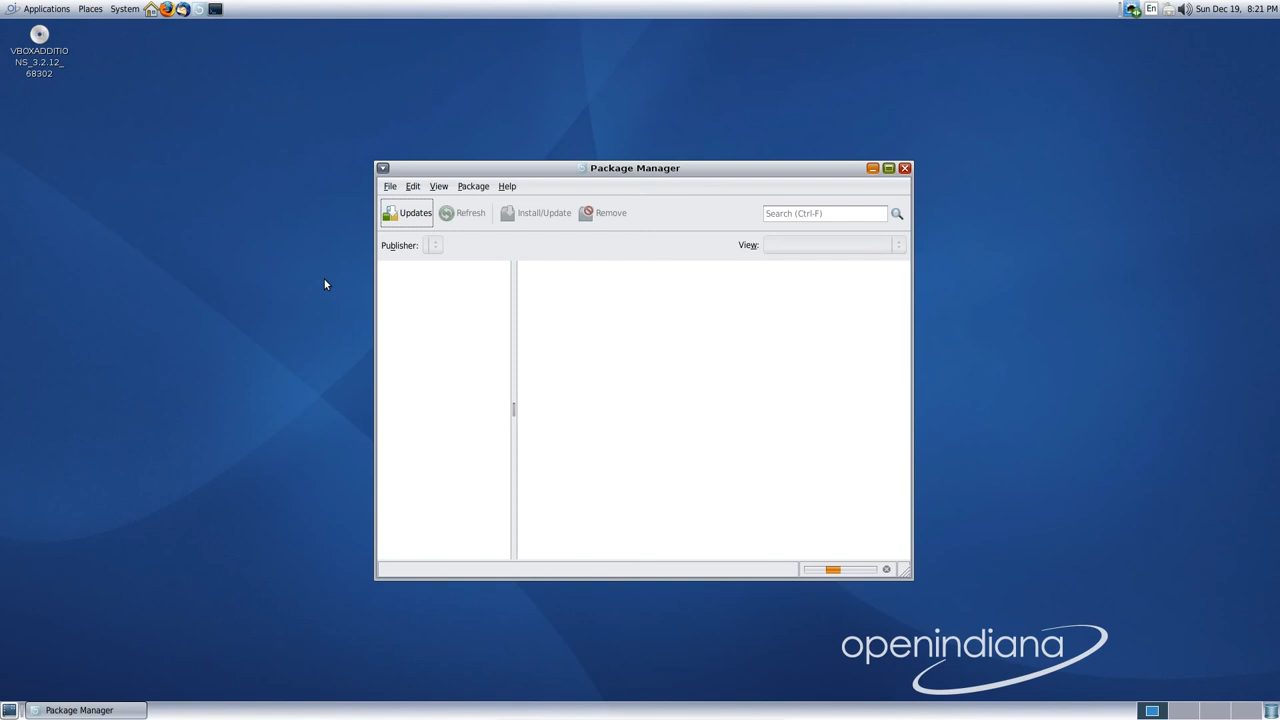 Applications Places System En Sun Dec 19, 8:21 PM
VBOXADDITIO
NS_3.2.12_
68302
Package Manager
File Edit View Package Help
Updates Refresh Install/Update Remove Search (Ctrl-F)
Publisher: View:
openindiana
Package Manager